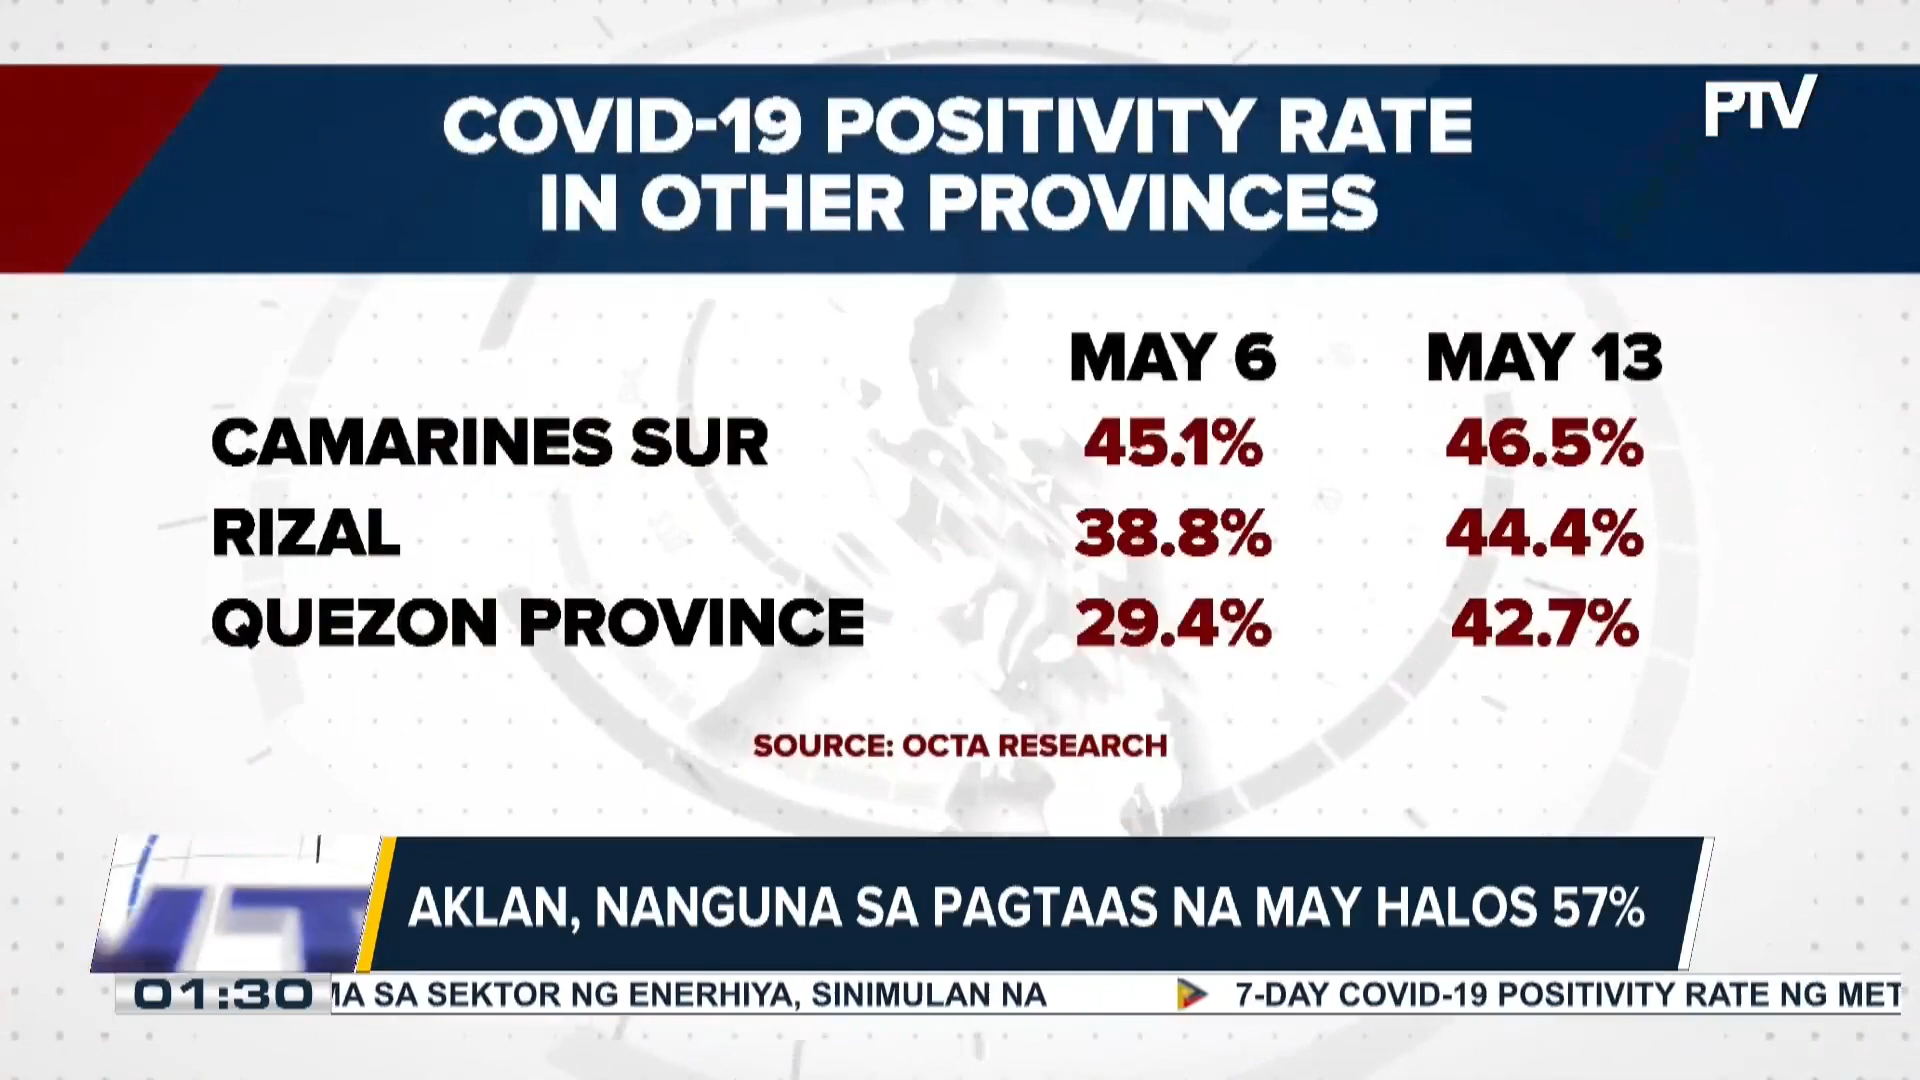 COVID-19 POSITIVITY RATE
IN OTHER PROVINCES
PTV
MAY 6 MAY 13
CAMARINES SUR 45.1% 46.5%
RIZAL 38.8% 44.4%
QUEZON PROVINCE 29.4% 42.7%
SOURCE: OCTA RESEARCH
AKLAN, NANGUNA SA PAGTAAS NA MAY HALOS 57%
01:30 SA SEKTOR NG ENERHIYA, SINIMULAN NA 7-DAY COVID-19 POSITIVITY RATE NG MET